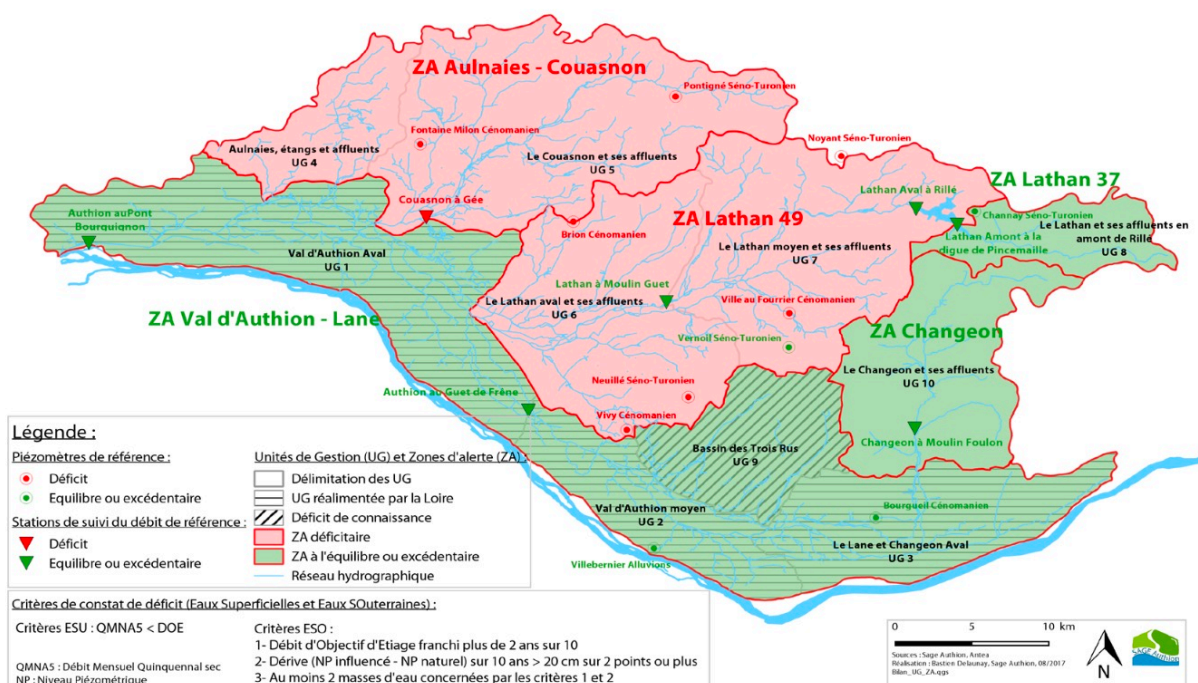 ZA Aulnaies - Couasnon
Pontigné Séno-Turonien
Fontaine Milon Cénomanien
Noyant Séno-Turonien
Aulnaies, étangs et affluents
UG 4
Le Couasnon et ses affluents
UG 5
ZA Lathan 37
Lathan Aval à Rillé
Couasnon à Gée
ZA Lathan 49
Channay Séno-Turonien
Authion auPont
Bourguignon
Brion Cénomanien
Le Lathan et ses affluents en
amont de Rillé
UG 8
Lathan Amont à la
digue de Pincemaille
Le Lathan moyen et ses affluents
UG 7
Val d'Authion Aval
UG 1
Lathan à Moulin Guet
Le Lathan aval et ses affluents
UG 6
Ville au Fourrier Cénomanien
ZA Val d'Authion - Lane
ZA Changeon
Vernoil Séno-Turonien
Le Changeon et ses affluents
UG 10
Neuillé Séno-Turonien
Authion au Guet de Frêne
Vivy Cénomanien
Changeon à Moulin Foulon
Bassin des Trois Rus
UG 9
Bourgueil Cénomanien
Val d'Authion moyen
UG 2
Le Lane et Changeon Aval
UG 3
Villebernier Alluvions
Légende :
Piézomètres de référence :
Déficit
Equilibre ou excédentaire
Stations de suivi du débit de référence :
Déficit
Equilibre ou excédentaire
Unités de Gestion (UG) et Zones d'alerte (ZA) :
Délimitation des UG
UG réalimentée par la Loire
Déficit de connaissance
ZA déficitaire
ZA à l'équilibre ou excédentaire
Réseau hydrographique
Critères de constat de déficit (Eaux Superficielles et Eaux SOuterraines) :
Critères ESU : QMNA5 < DOE
QMNA5 : Débit Mensuel Quinquennal sec
NP : Niveau Piézométrique
Critères ESO :
1- Débit d'Objectif d'Etiage franchi plus de 2 ans sur 10
2- Dérive (NP influencé - NP naturel) sur 10 ans > 20 cm sur 2 points ou plus
3- Au moins 2 masses d'eau concernées par les critères 1 et 2
0 5 10 km
Sources : Sage Authion, Antea
Réalisation : Bastien Delaunay, Sage Authion, 08/2017
Bilan_UG_ZA.qgs
N
SAGE Authion